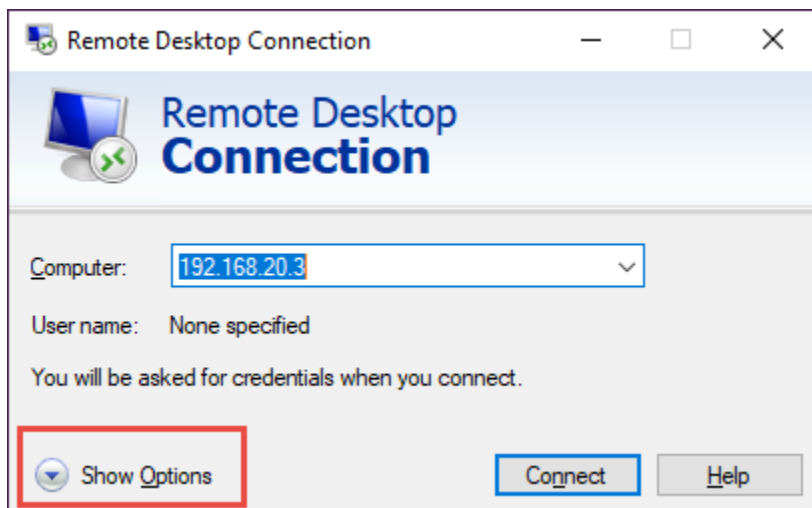 Remote Desktop Connection
Remote Desktop
Connection
Computer: 192.168.20.3
User name: None specified
You will be asked for credentials when you connect.
Show Options Connect Help